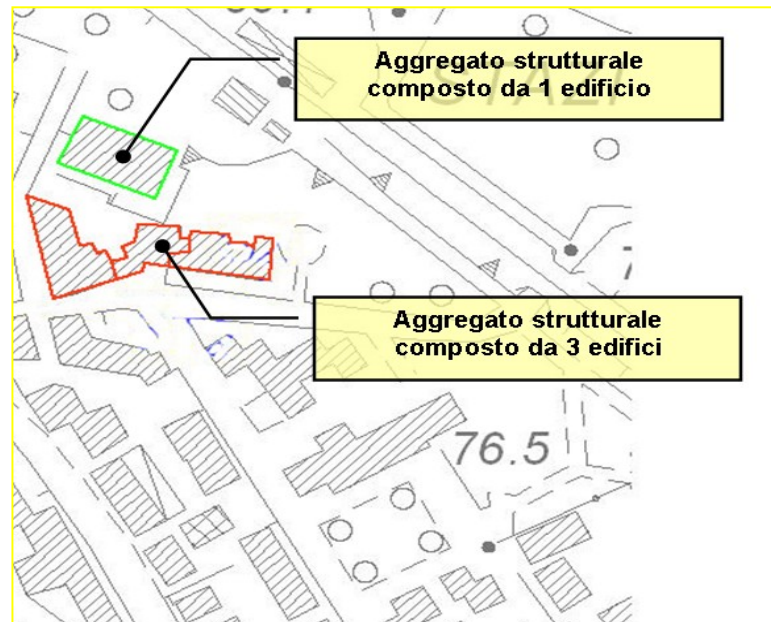 Aggregato strutturale
composto da 1 edificio
Aggregato strutturale
composto da 3 edifici
76.5